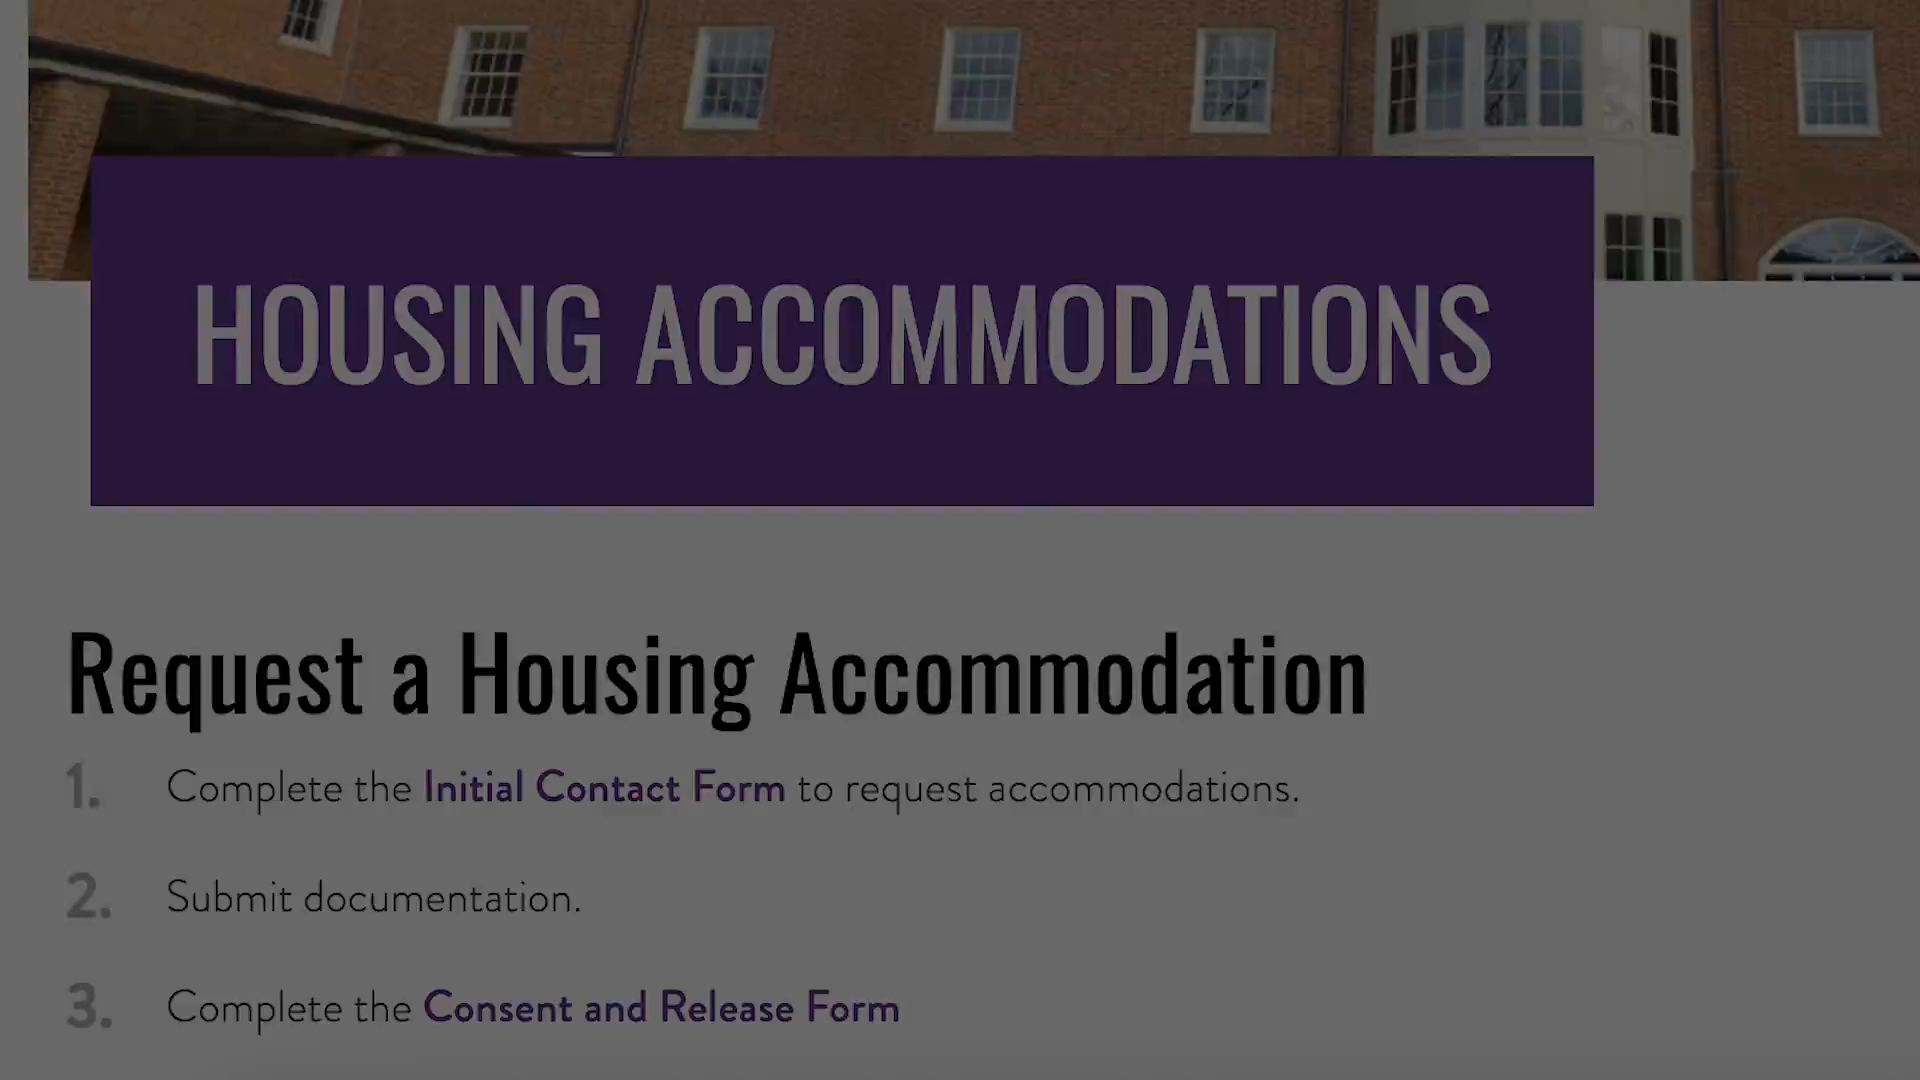 HOUSING ACCOMMODATIONS
Request a Housing Accommodation
1. Complete the Initial Contact Form to request accommodations.
2. Submit documentation.
3. Complete the Consent and Release Form